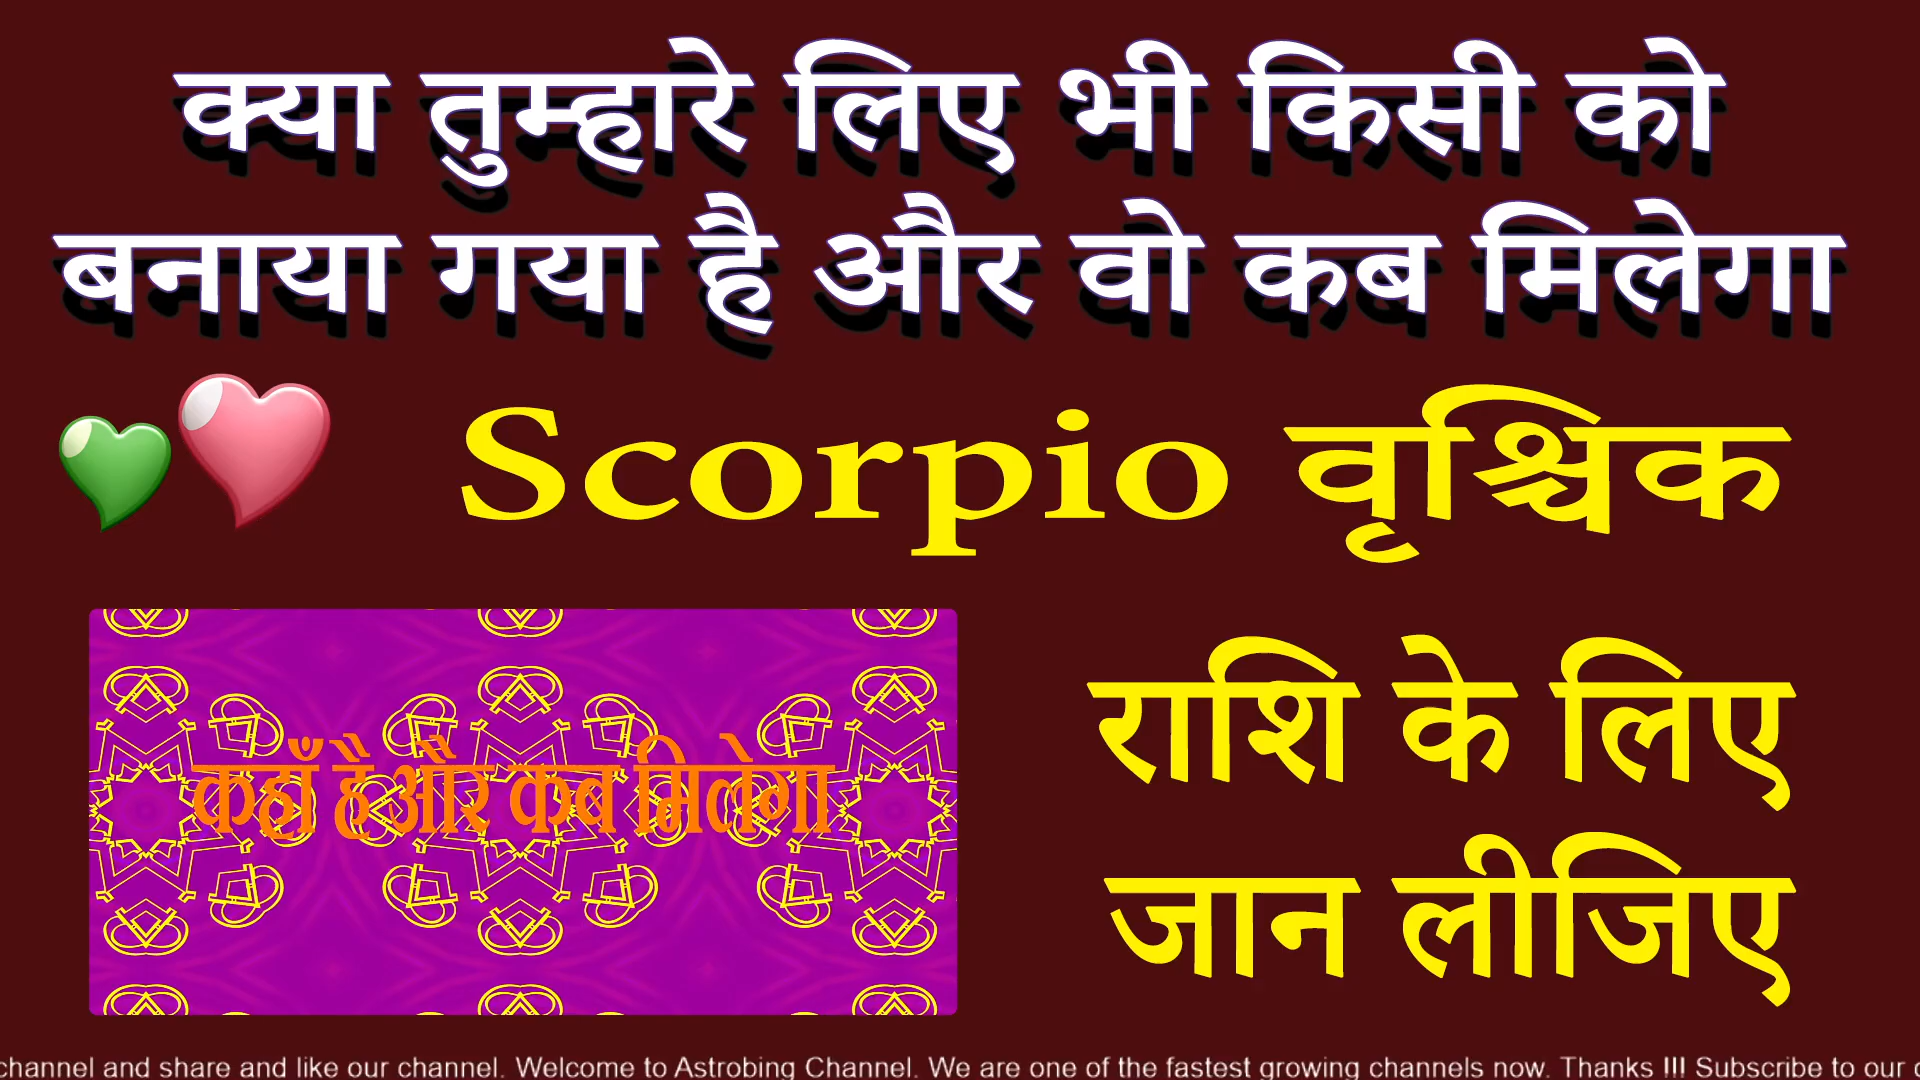 क्या तुम्हारे लिए भी किसी को
बनाया गया है और वो कब मिलेगा
Scorpio वृश्चिक
कहाँ है और कब मिलेगा
राशि के लिए
जान लीजिए
channel and share and like our channel. Welcome to Astrobing Channel. We are one of the fastest growing channels now. Thanks !!! Subscribe to our